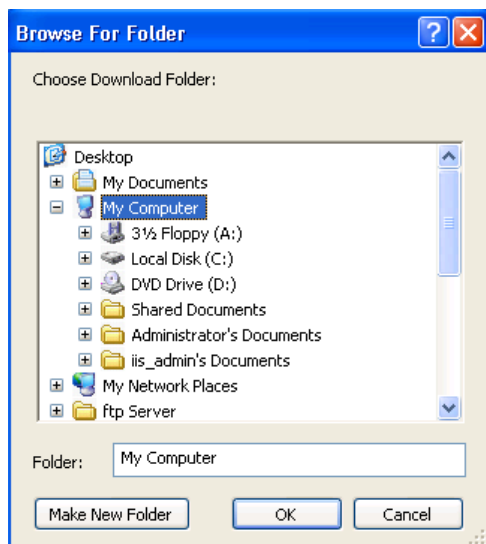 Browse For Folder
Choose Download Folder:
Desktop
My Documents
My Computer
3½ Floppy (A:)
Local Disk (C:)
DVD Drive (D:)
Shared Documents
Administrator's Documents
iis_admin's Documents
My Network Places
ftp Server
Folder: My Computer
Make New Folder OK Cancel